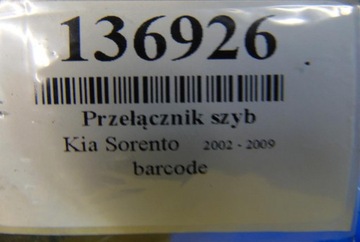 136926
Przełącznik szyb
Kia Sorento 2002 - 2009
barcode